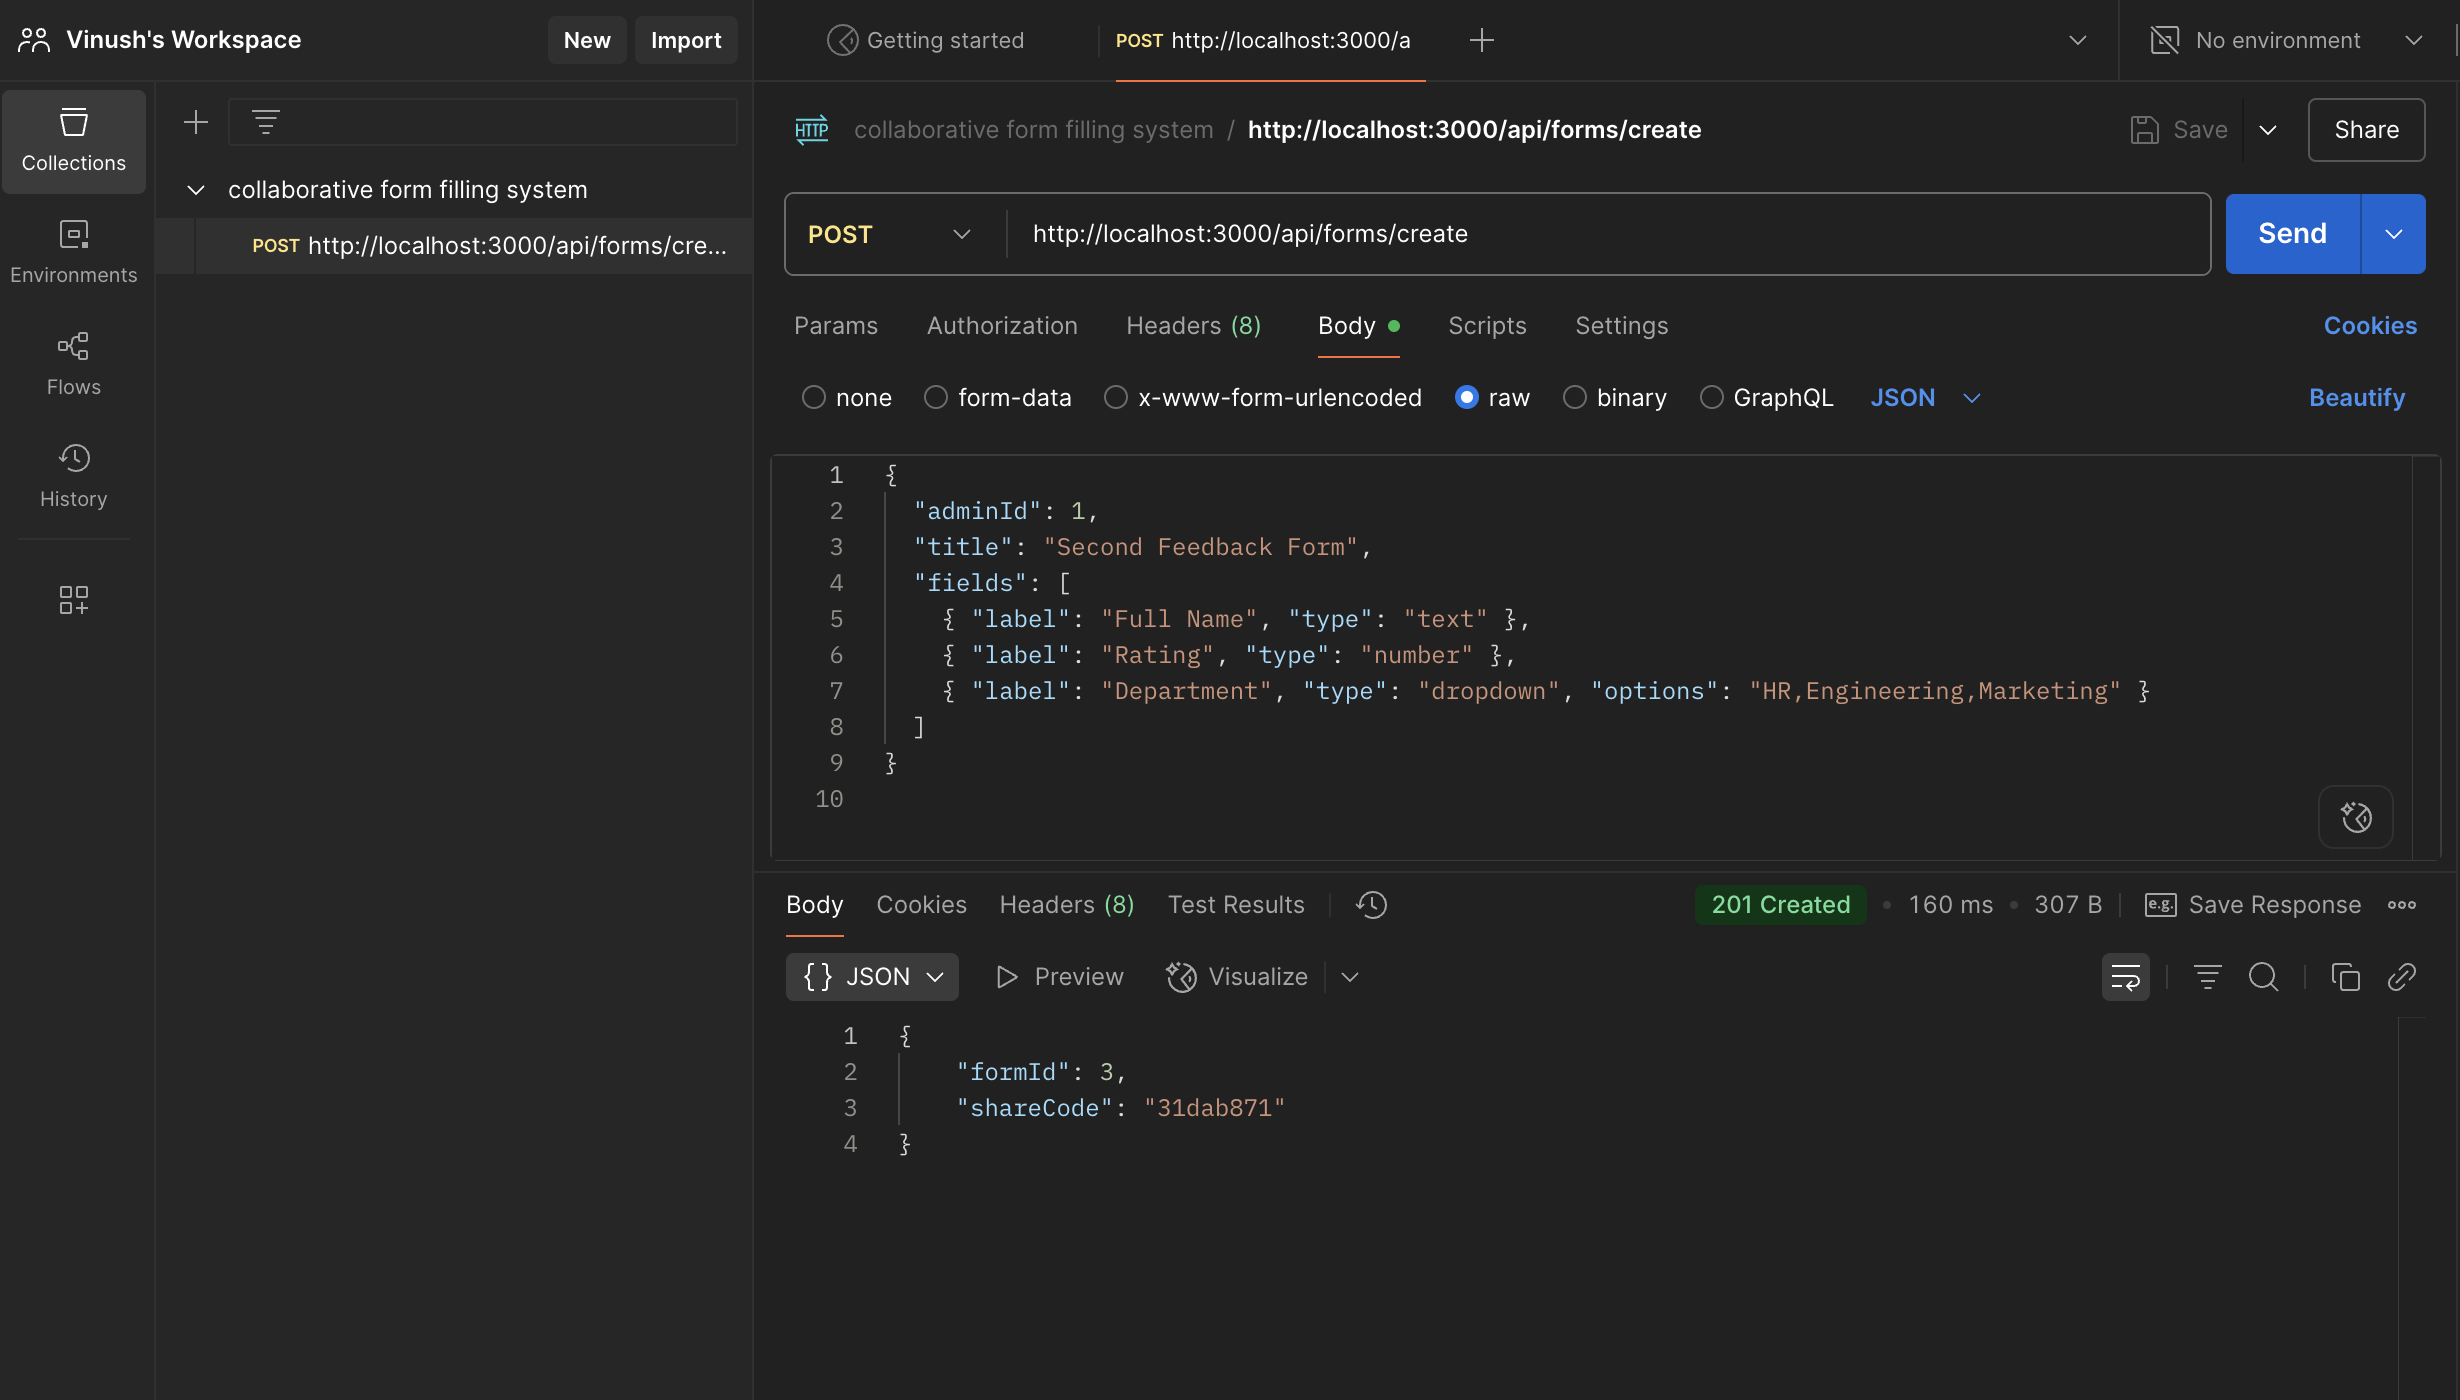 Vinush's Workspace
New
Import
Getting started
POST http://localhost:3000/a
No environment
Collections
Environments
Flows
History
collaborative form filling system
POST http://localhost:3000/api/forms/cre...
HTTP
collaborative form filling system / http://localhost:3000/api/forms/create
Save
Share
POST
http://localhost:3000/api/forms/create
Send
Params
Authorization
Headers (8)
Body
Scripts
Settings
Cookies
none
form-data
x-www-form-urlencoded
raw
binary
GraphQL
JSON
Beautify
1 {
2 "adminId": 1,
3 "title": "Second Feedback Form",
4 "fields": [
5 { "label": "Full Name", "type": "text" },
6 { "label": "Rating", "type": "number" },
7 { "label": "Department", "type": "dropdown", "options": "HR,Engineering,Marketing" }
8 ]
9 }
10
Body
Cookies
Headers (8)
Test Results
201 Created
160 ms
307 B
e.g.
Save Response
{} JSON
Preview
Visualize
1 {
2 "formId": 3,
3 "shareCode": "31dab871"
4 }